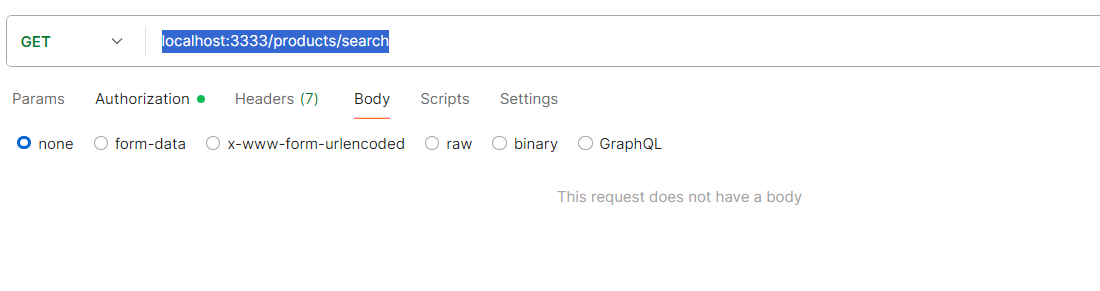 GET localhost:3333/products/search
Params Authorization Headers (7) Body Scripts Settings
none form-data x-www-form-urlencoded raw binary GraphQL
This request does not have a body